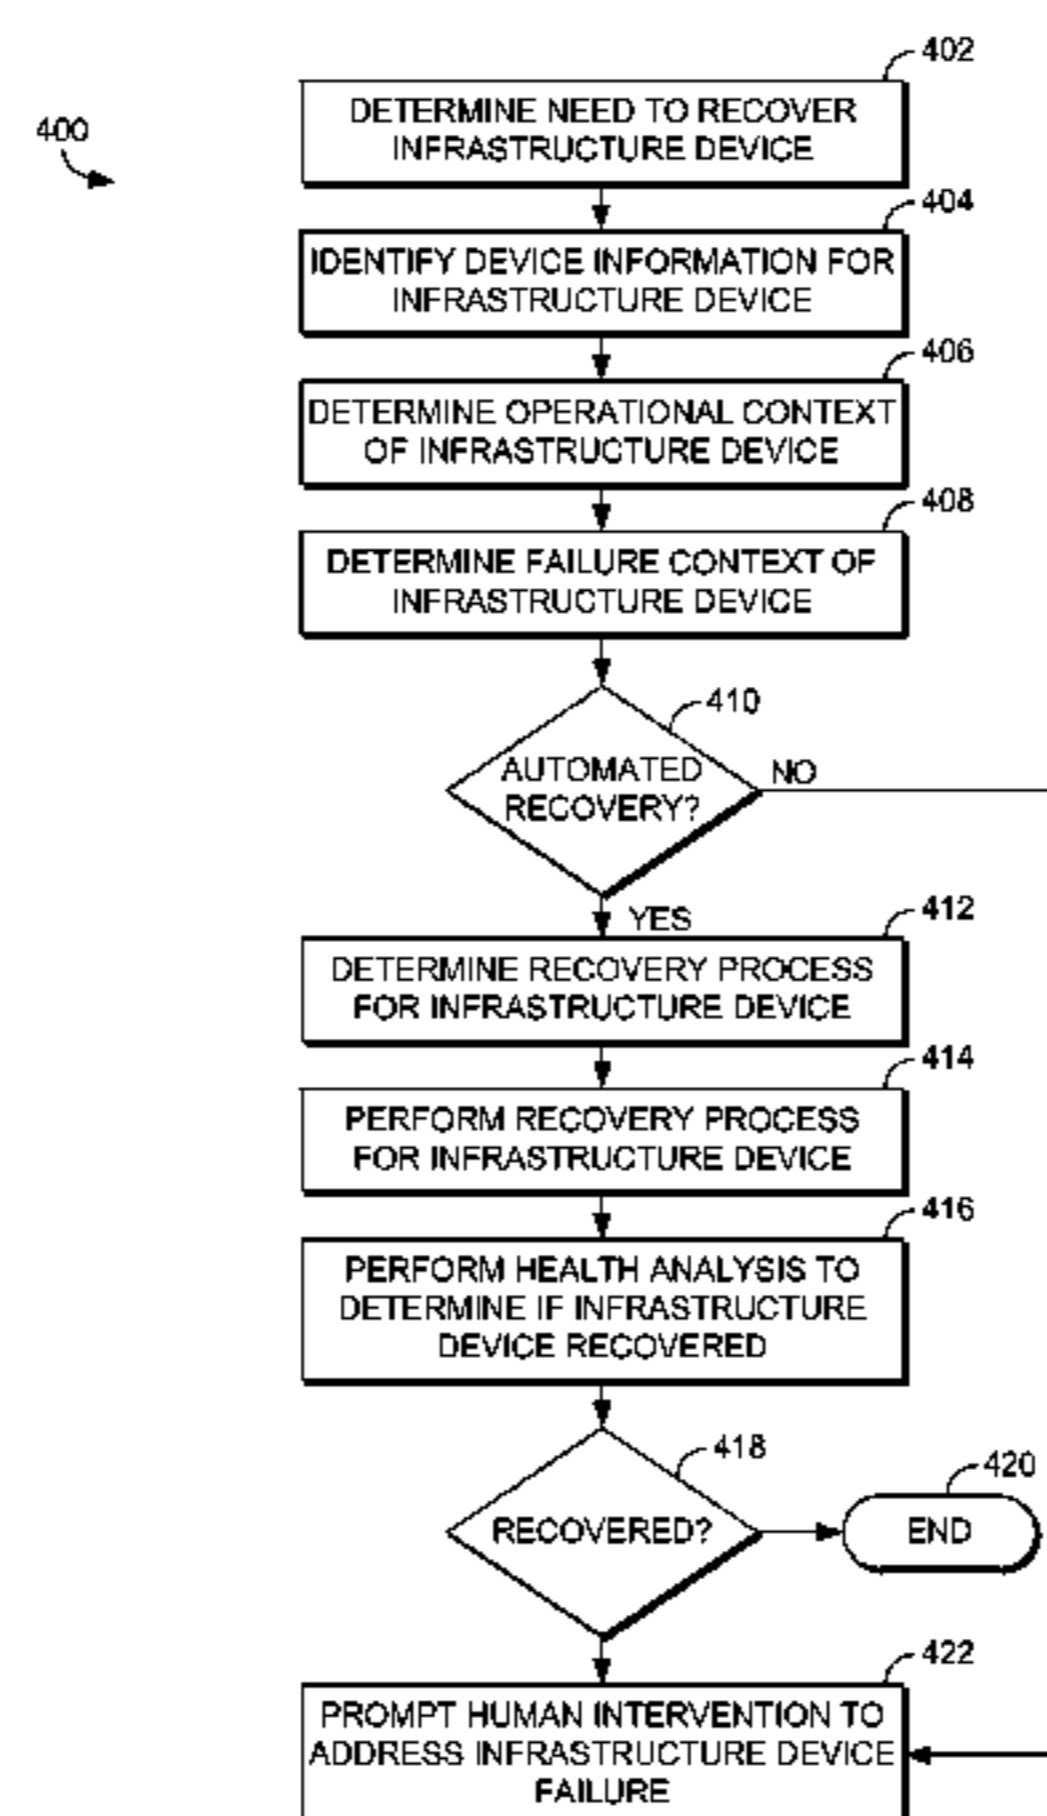 402
400
DETERMINE NEED TO RECOVER
INFRASTRUCTURE DEVICE
404
IDENTIFY DEVICE INFORMATION FOR
INFRASTRUCTURE DEVICE
406
DETERMINE OPERATIONAL CONTEXT
OF INFRASTRUCTURE DEVICE
408
DETERMINE FAILURE CONTEXT OF
INFRASTRUCTURE DEVICE
410
AUTOMATED
RECOVERY?
NO
YES
412
DETERMINE RECOVERY PROCESS
FOR INFRASTRUCTURE DEVICE
414
PERFORM RECOVERY PROCESS
FOR INFRASTRUCTURE DEVICE
416
PERFORM HEALTH ANALYSIS TO
DETERMINE IF INFRASTRUCTURE
DEVICE RECOVERED
418
RECOVERED?
420
END
422
PROMPT HUMAN INTERVENTION TO
ADDRESS INFRASTRUCTURE DEVICE
FAILURE